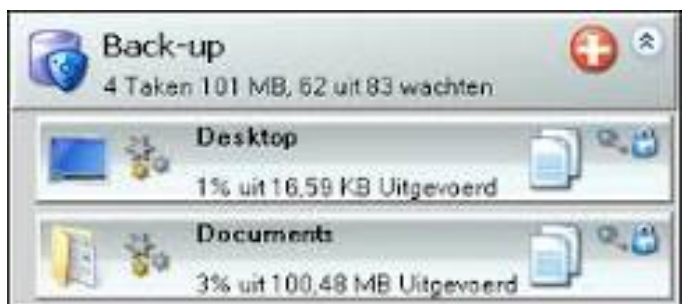 Back-up
4 Taken 101 MB, 62 uit 83 wachten
Desktop
1% uit 16,59 KB Uitgevoerd
Documents
3% uit 100,48 MB Uitgevoerd